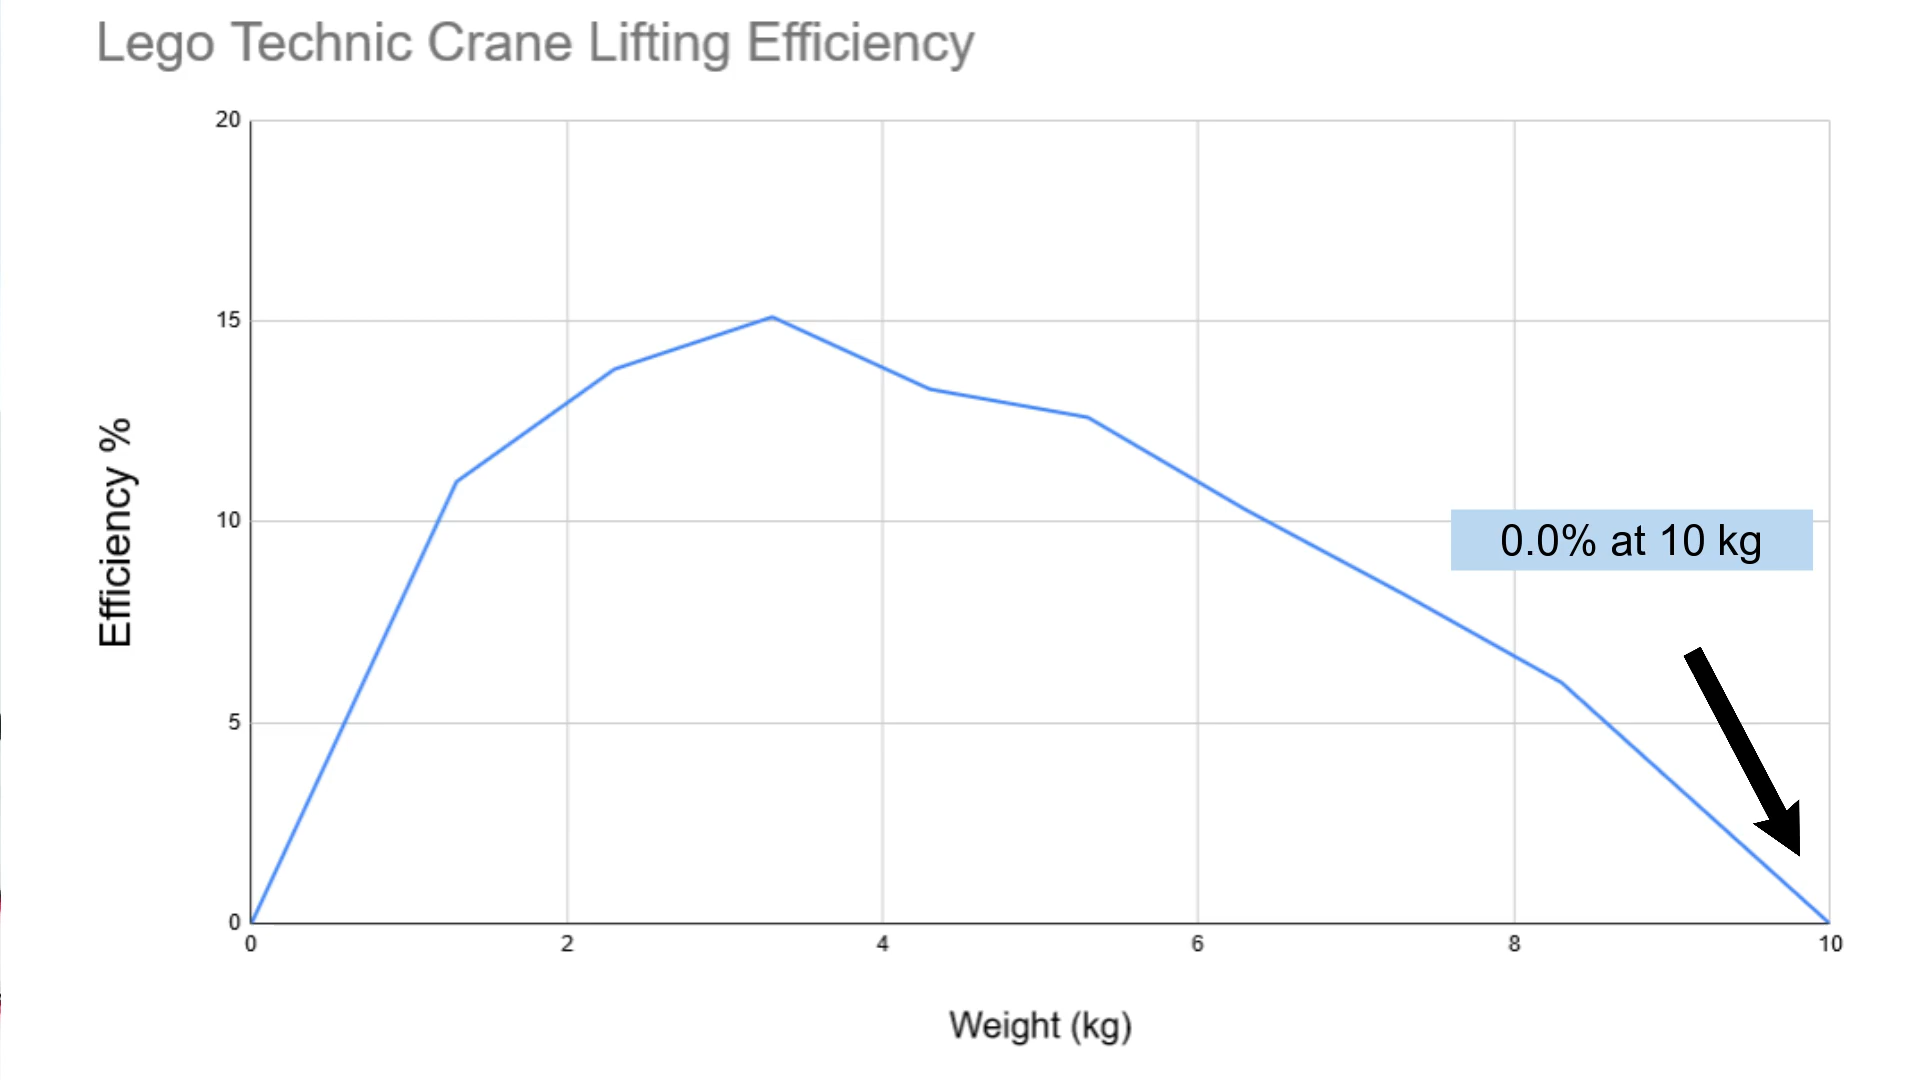 Lego Technic Crane Lifting Efficiency
20
15
10
5
0
Efficiency %
0.0% at 10 kg
0 2 4 6 8 10
Weight (kg)